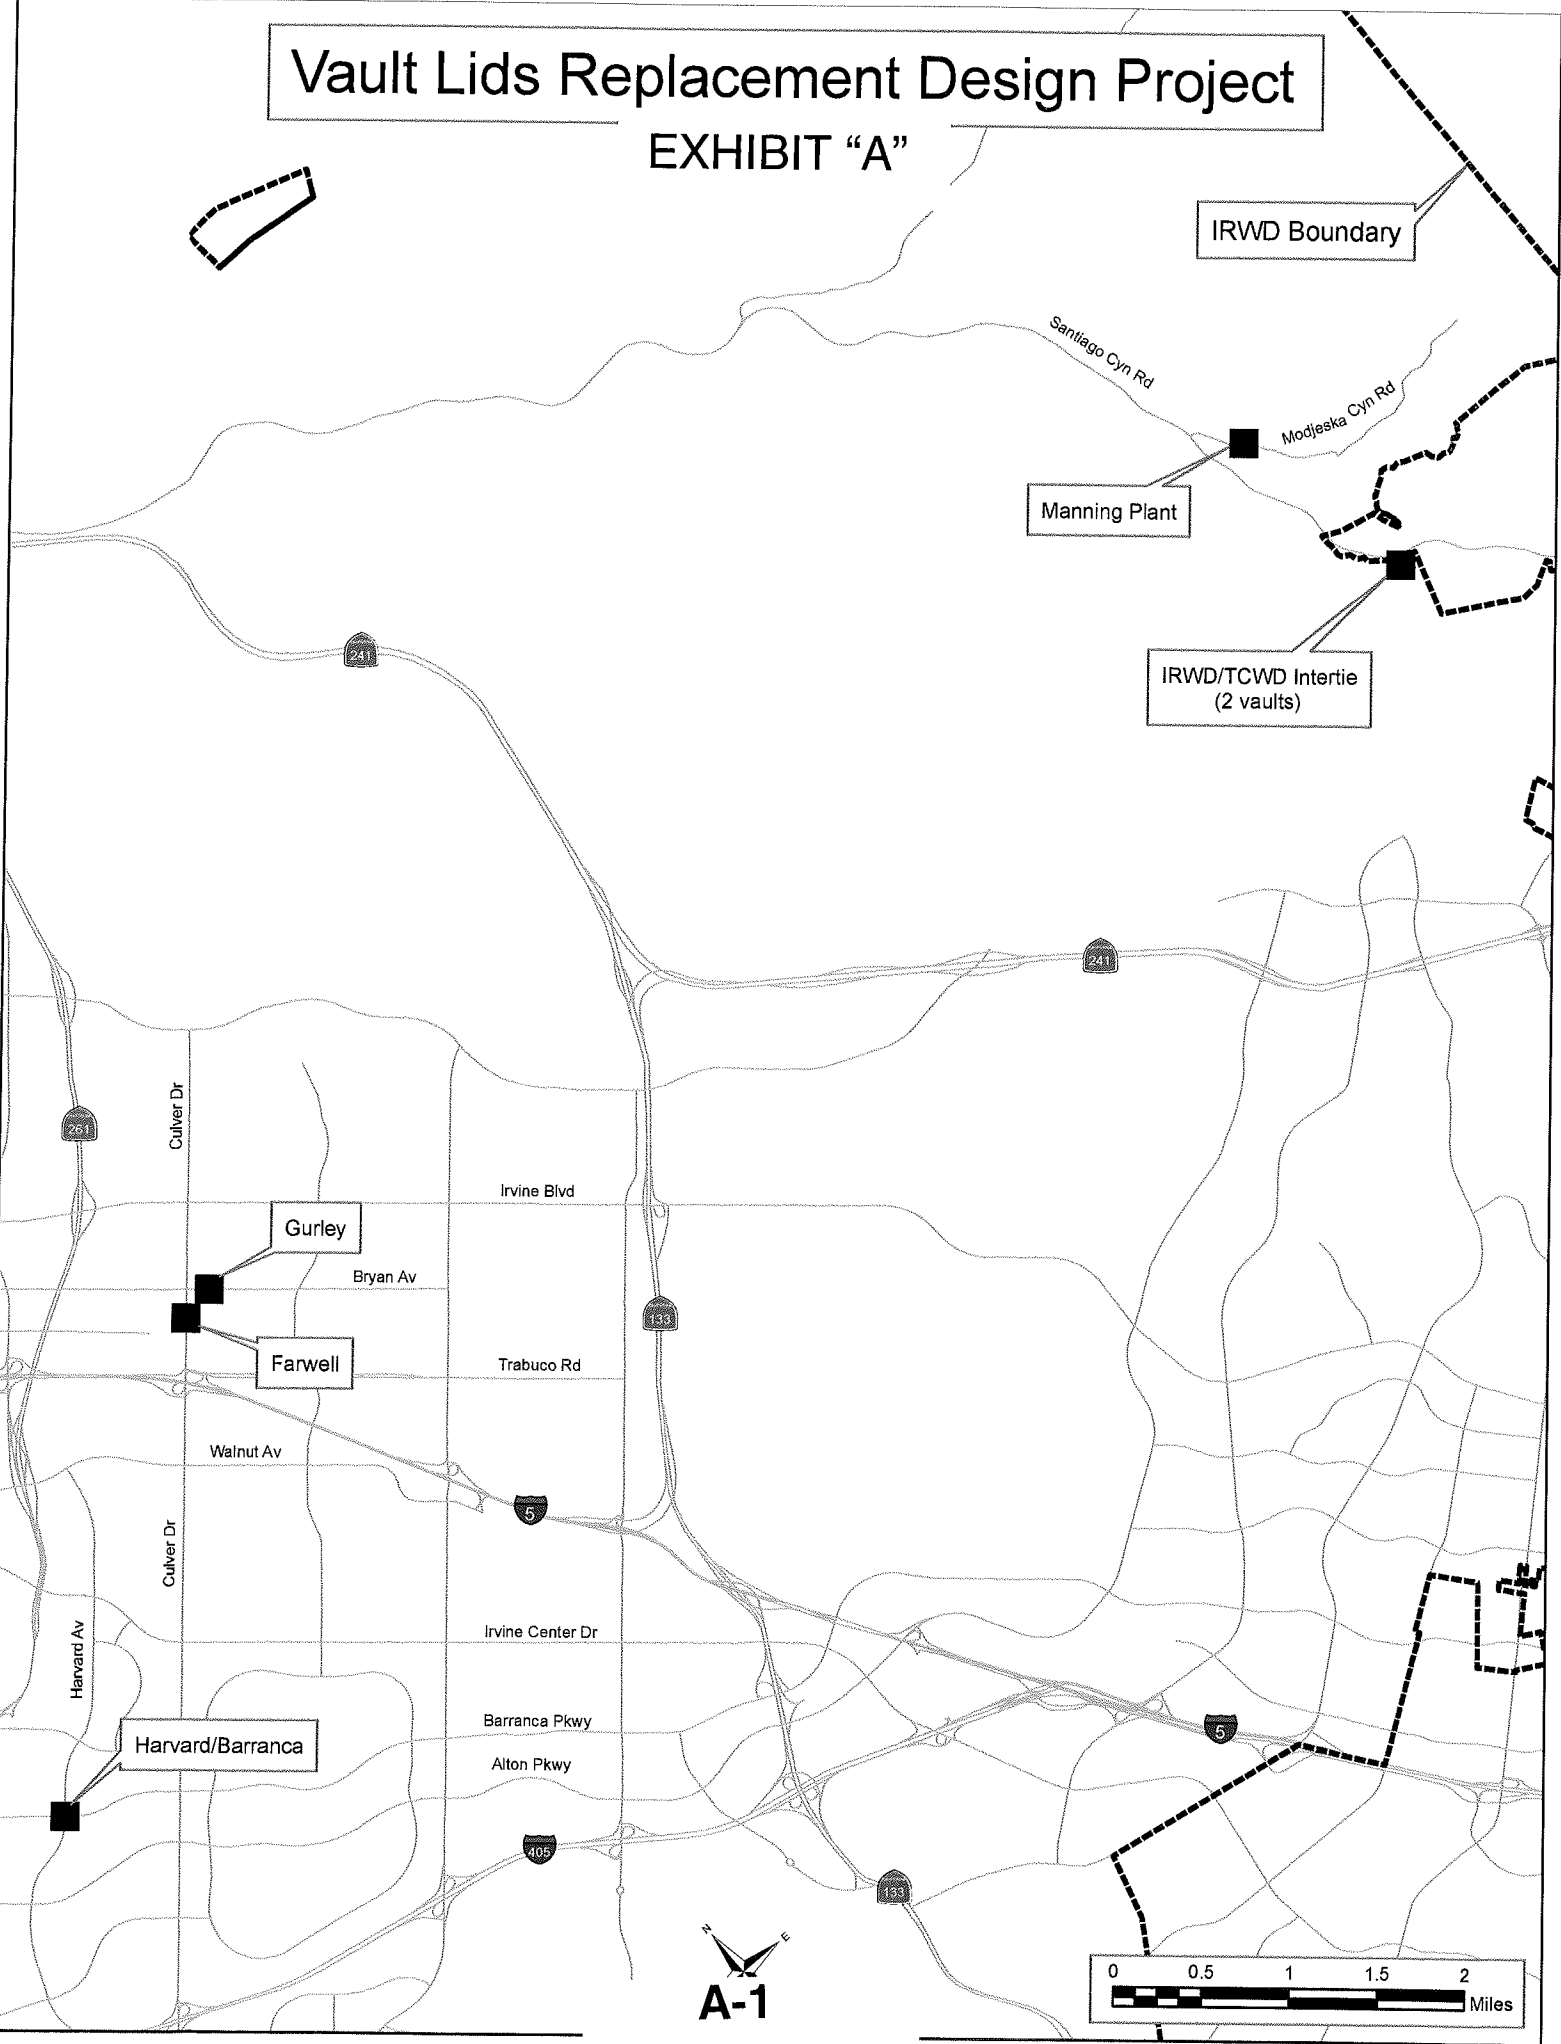 Vault Lids Replacement Design Project
EXHIBIT “A”
IRWD Boundary
Santiago Cyn Rd
Modjeska Cyn Rd
Manning Plant
IRWD/TCWD Intertie
(2 vaults)
241
241
261
Culver Dr
Irvine Blvd
Gurley
Bryan Av
133
Farwell
Trabuco Rd
Walnut Av
5
Culver Dr
Harvard Av
Irvine Center Dr
Barranca Pkwy
5
Harvard/Barranca
Alton Pkwy
405
133
N
E
A-1
0 0.5 1 1.5 2
Miles